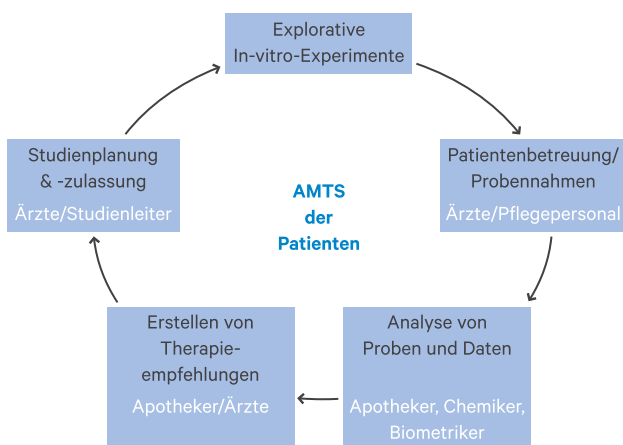 Explorative
In-vitro-Experimente
Patientenbetreuung/
Probennahmen
Ärzte/Pflegepersonal
Analyse von
Proben und Daten
Apotheker, Chemiker,
Biometriker
Erstellen von
Therapie-
empfehlungen
Apotheker/Ärzte
Studienplanung
& -zulassung
Ärzte/Studienleiter
AMTS
der
Patienten